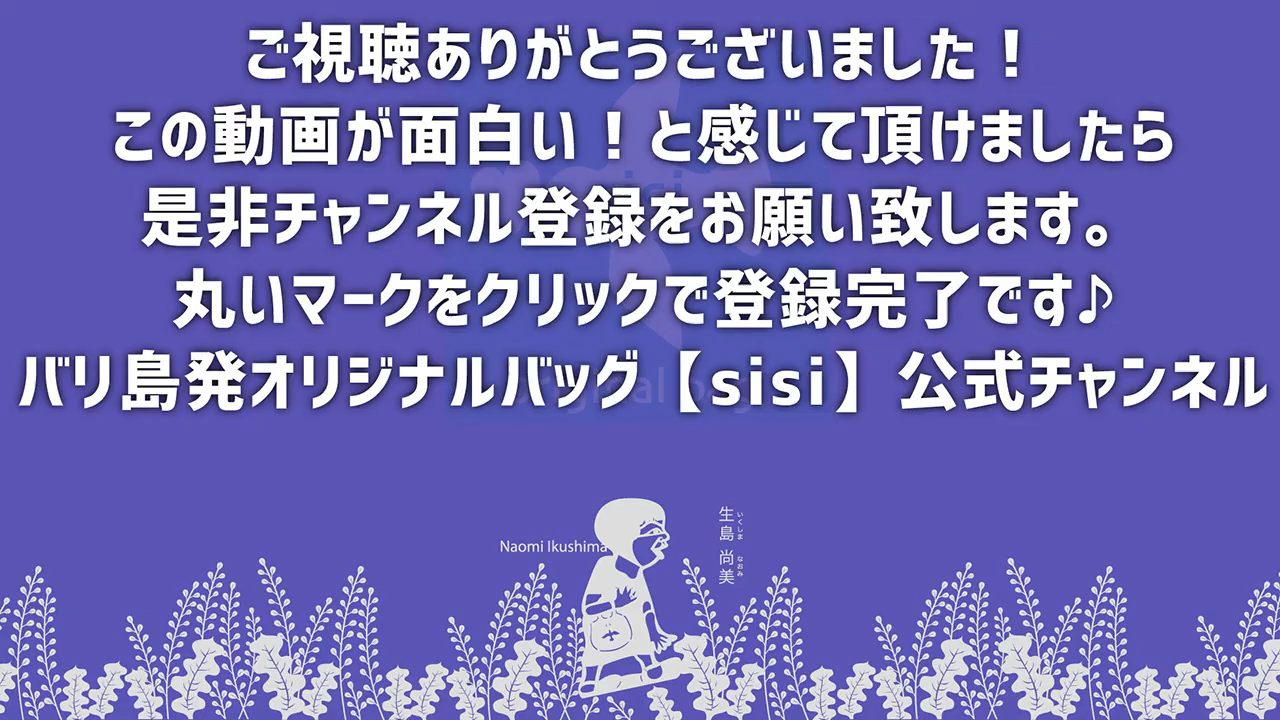 ご視聴ありがとうございました！
この動画が面白い！と感じて頂けましたら
是非チャンネル登録をお願い致します。
丸いマークをクリックで登録完了です♪
バリ島発オリジナルバッグ【sisi】公式チャンネル
sisi
original bag
Naomi Ikushima
生島 尚美
いくしま なおみ